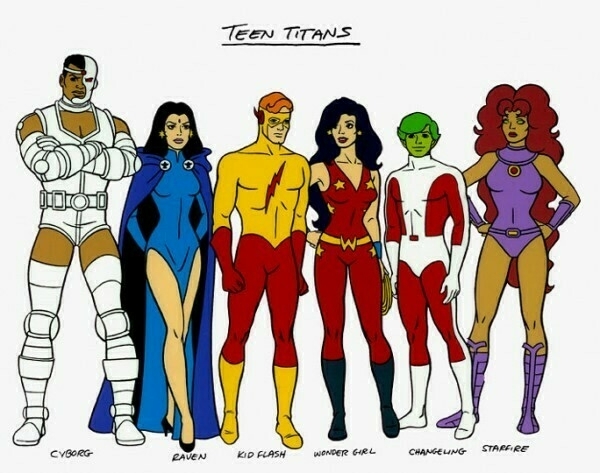 TEEN TITANS
CYBORG RAVEN KID FLASH WONDER GIRL CHANGELING STARFIRE